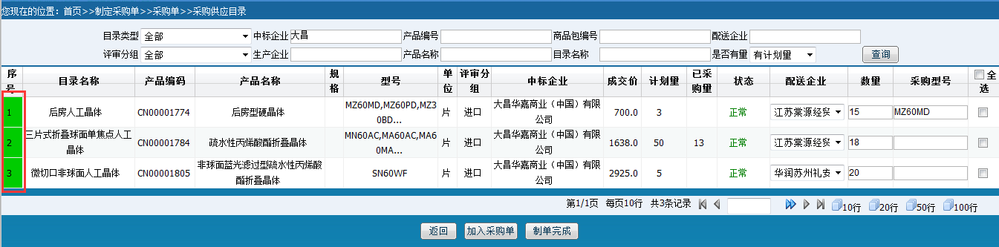 您现在的位置：首页>>制定采购单>>采购单>>采购供应目录
目录类型 全部 中标企业 大昌 产品编号 商品包编号 配送企业
评审分组 全部 生产企业 产品名称 目录名称 是否有量 有计划量 查询
序号 目录名称 产品编码 产品名称 规格 型号 单位 评审分组 中标企业 成交价 计划量 已采购量 状态 配送企业 数量 采购型号 全选
1 后房人工晶体 CN00001774 后房型硬晶体 MZ60MD,MZ60PD,MZ30BD... 片 进口 大昌华嘉商业（中国）有限公司 700.0 3 正常 江苏棠源经贸 15 MZ60MD
2 三片式折叠球面单焦点人工晶体 CN00001784 疏水性丙烯酸酯折叠晶体 MN60AC,MA60AC,MA60MA... 片 进口 大昌华嘉商业（中国）有限公司 1638.0 50 13 正常 江苏棠源经贸 18
3 微切口非球面人工晶体 CN00001805 非球面蓝光滤过型疏水性丙烯酸酯折叠晶体 SN60WF 片 进口 大昌华嘉商业（中国）有限公司 2925.0 5 正常 华润苏州礼安 20
第1/1页 每页10行 共3条记录 10行 20行 50行 100行
返回 加入采购单 制单完成